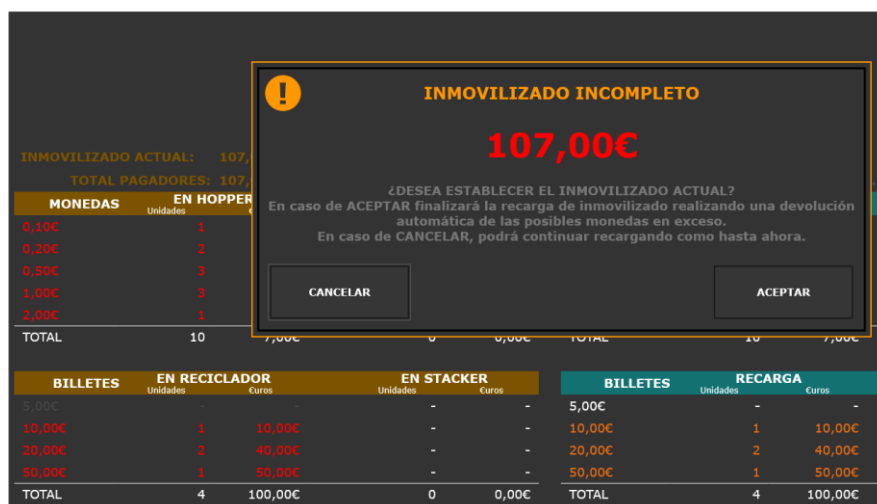 INMOVILIZADO INCOMPLETO
107,00€
INMOVILIZADO ACTUAL: 107,
¿DESEA ESTABLECER EL INMOVILIZADO ACTUAL?
En caso de ACEPTAR finalizará la recarga de inmovilizado realizando una devolución
automática de las posibles monedas en exceso.
En caso de CANCELAR, podrá continuar recargando como hasta ahora.
CANCELAR ACEPTAR
TOTAL PAGADORES: 107,
MONEDAS EN HOPPER
Unidades
0,10€ 1
0,20€ 2
0,50€ 3
1,00€ 3
2,00€ 1
TOTAL 10 7,00€ 0 0,00€ TOTAL 10 7,00€
BILLETES EN RECICLADOR EN STACKER BILLETES RECARGA
Unidades €uros Unidades €uros Unidades €uros
5,00€ - - - - 5,00€ - -
10,00€ 1 10,00€ - - 10,00€ 1 10,00€
20,00€ 2 40,00€ - - 20,00€ 2 40,00€
50,00€ 1 50,00€ - - 50,00€ 1 50,00€
TOTAL 4 100,00€ 0 0,00€ TOTAL 4 100,00€